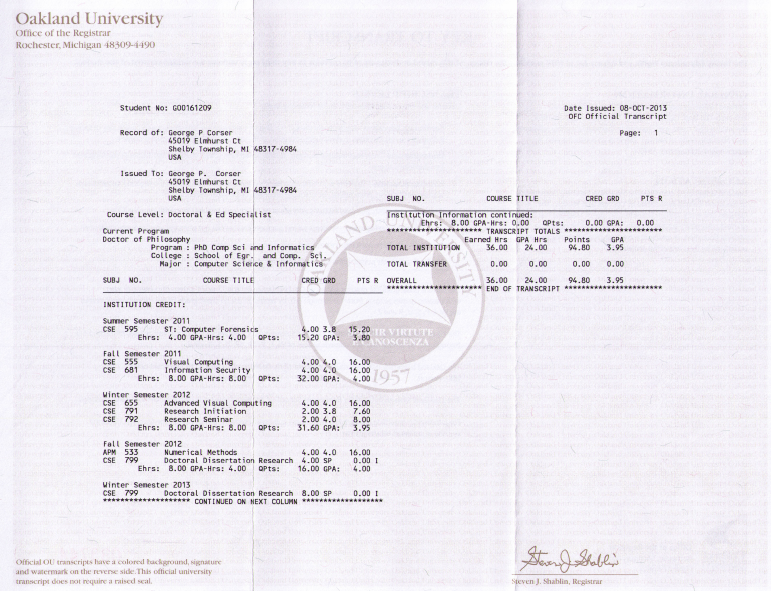 Oakland University
Office of the Registrar
Rochester, Michigan 48309-4490
Student No: G00161209
Date Issued: 08-OCT-2013
OFC Official Transcript
Page: 1
Record of: George P Corser
45019 Elmhurst Ct
Shelby Township, MI 48317-4984
USA
Issued To: George P. Corser
45019 Elmhurst Ct
Shelby Township, MI 48317-4984
USA
Course Level: Doctoral & Ed Specialist
Current Program
Doctor of Philosophy
Program : PhD Comp Sci and Informatics
College : School of Egr. and Comp. Sci.
Major : Computer Science & Informatics
SUBJ NO. COURSE TITLE CRED GRD PTS R
INSTITUTION CREDIT:
Summer Semester 2011
CSE 595 ST: Computer Forensics 4.00 3.8 15.20
Ehrs: 4.00 GPA-Hrs: 4.00 QPts: 15.20 GPA: 3.80
Fall Semester 2011
CSE 555 Visual Computing 4.00 4.0 16.00
CSE 681 Information Security 4.00 4.0 16.00
Ehrs: 8.00 GPA-Hrs: 8.00 QPts: 32.00 GPA: 4.00
Winter Semester 2012
CSE 655 Advanced Visual Computing 4.00 4.0 16.00
CSE 791 Research Initiation 2.00 3.8 7.60
CSE 792 Research Seminar 2.00 4.0 8.00
Ehrs: 8.00 GPA-Hrs: 8.00 QPts: 31.60 GPA: 3.95
Fall Semester 2012
APM 533 Numerical Methods 4.00 4.0 16.00
CSE 799 Doctoral Dissertation Research 4.00 SP 0.00 I
Ehrs: 8.00 GPA-Hrs: 4.00 QPts: 16.00 GPA: 4.00
Winter Semester 2013
CSE 799 Doctoral Dissertation Research 8.00 SP 0.00 I
******************** CONTINUED ON NEXT COLUMN *******************
SUBJ NO. COURSE TITLE CRED GRD PTS R
Institution Information continued:
Ehrs: 8.00 GPA-Hrs: 0.00 QPts: 0.00 GPA: 0.00
********************** TRANSCRIPT TOTALS ***********************
Earned Hrs GPA Hrs Points GPA
TOTAL INSTITUTION 36.00 24.00 94.80 3.95
TOTAL TRANSFER 0.00 0.00 0.00 0.00
OVERALL 36.00 24.00 94.80 3.95
********************** END OF TRANSCRIPT ***********************
OAKLAND UNIVERSITY
SEGUIR VIRTUTE
E CANOSCENZA
1957
Official OU transcripts have a colored background, signature
and watermark on the reverse side. This official university
transcript does not require a raised seal.
Steven J. Shablin
Steven J. Shablin, Registrar